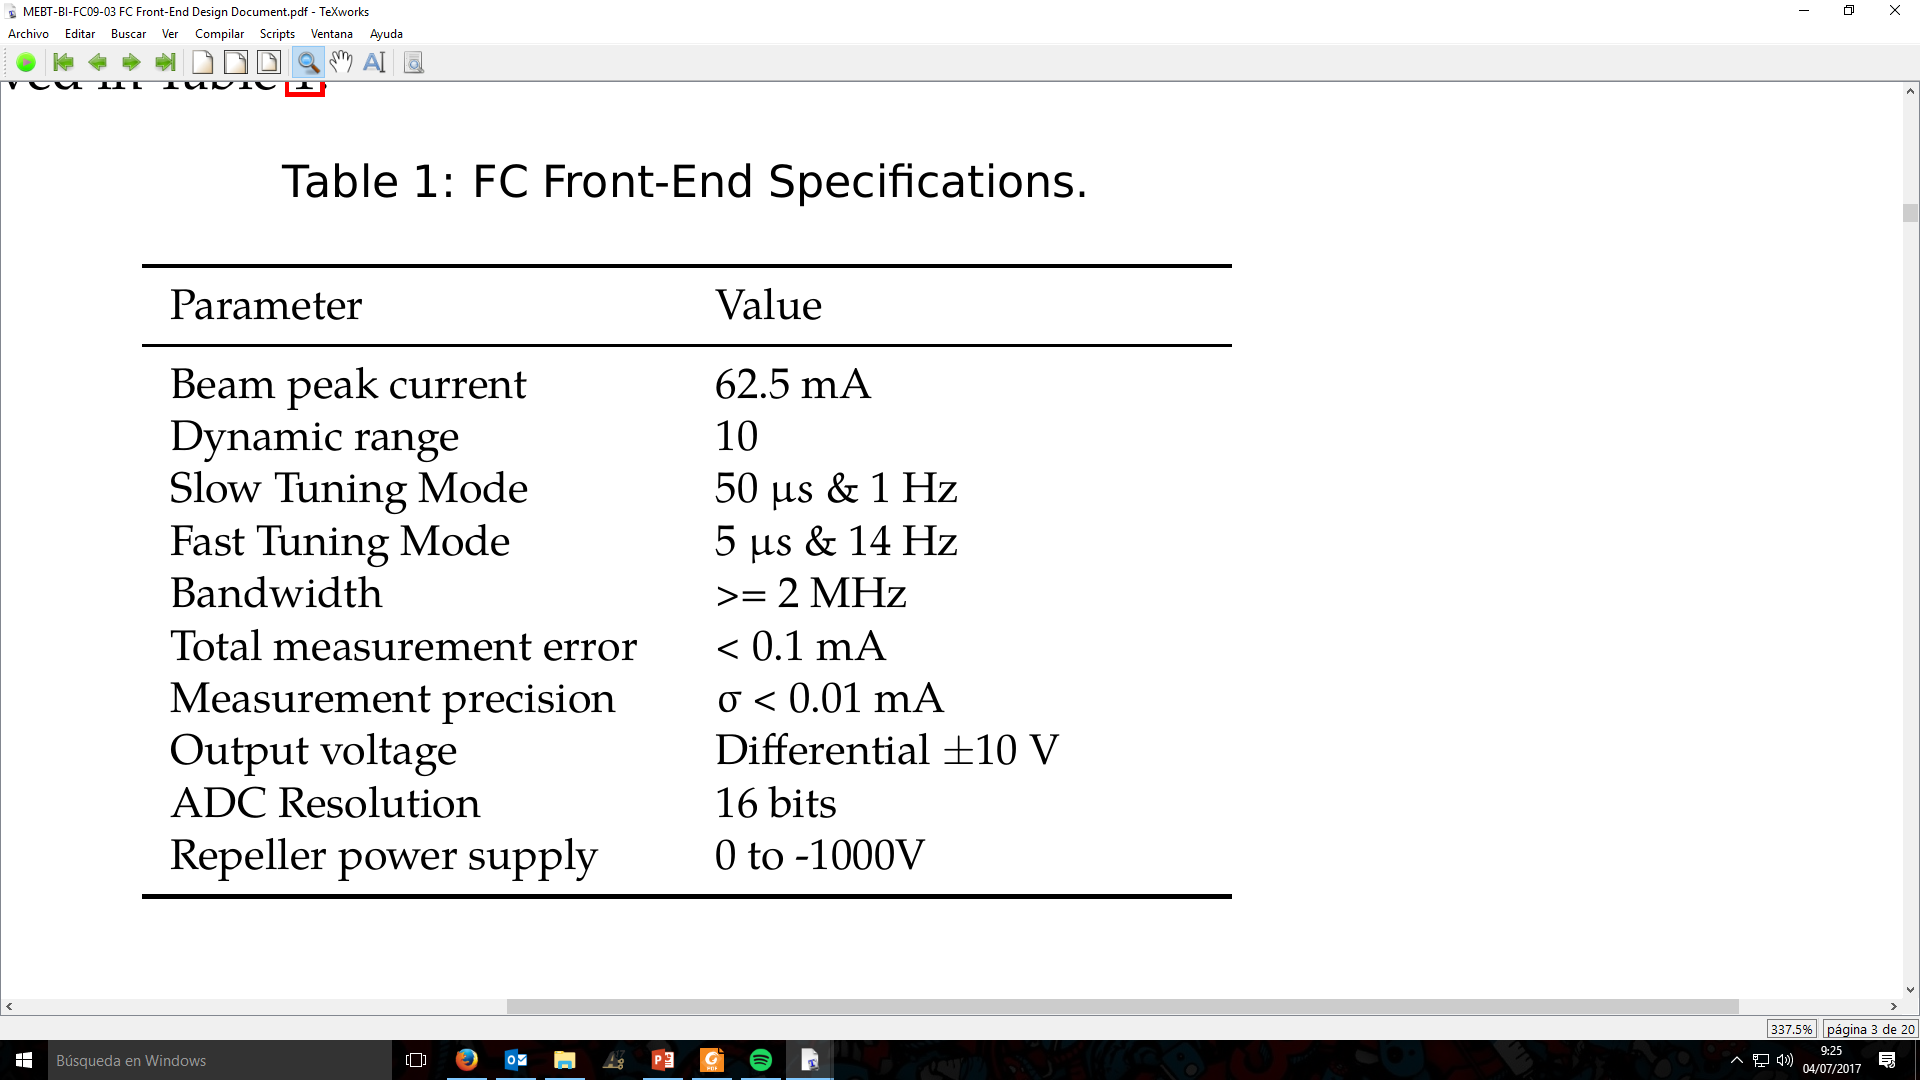 MEBT-BI-FC09-03 FC Front-End Design Document.pdf - TeXworks
Archivo Editar Buscar Ver Compilar Scripts Ventana Ayuda
ved in Table 1.
Table 1: FC Front-End Specifications.
Parameter Value
Beam peak current 62.5 mA
Dynamic range 10
Slow Tuning Mode 50 µs & 1 Hz
Fast Tuning Mode 5 µs & 14 Hz
Bandwidth >= 2 MHz
Total measurement error < 0.1 mA
Measurement precision σ < 0.01 mA
Output voltage Differential ±10 V
ADC Resolution 16 bits
Repeller power supply 0 to -1000V
337.5% página 3 de 20
Búsqueda en Windows
9:25
04/07/2017